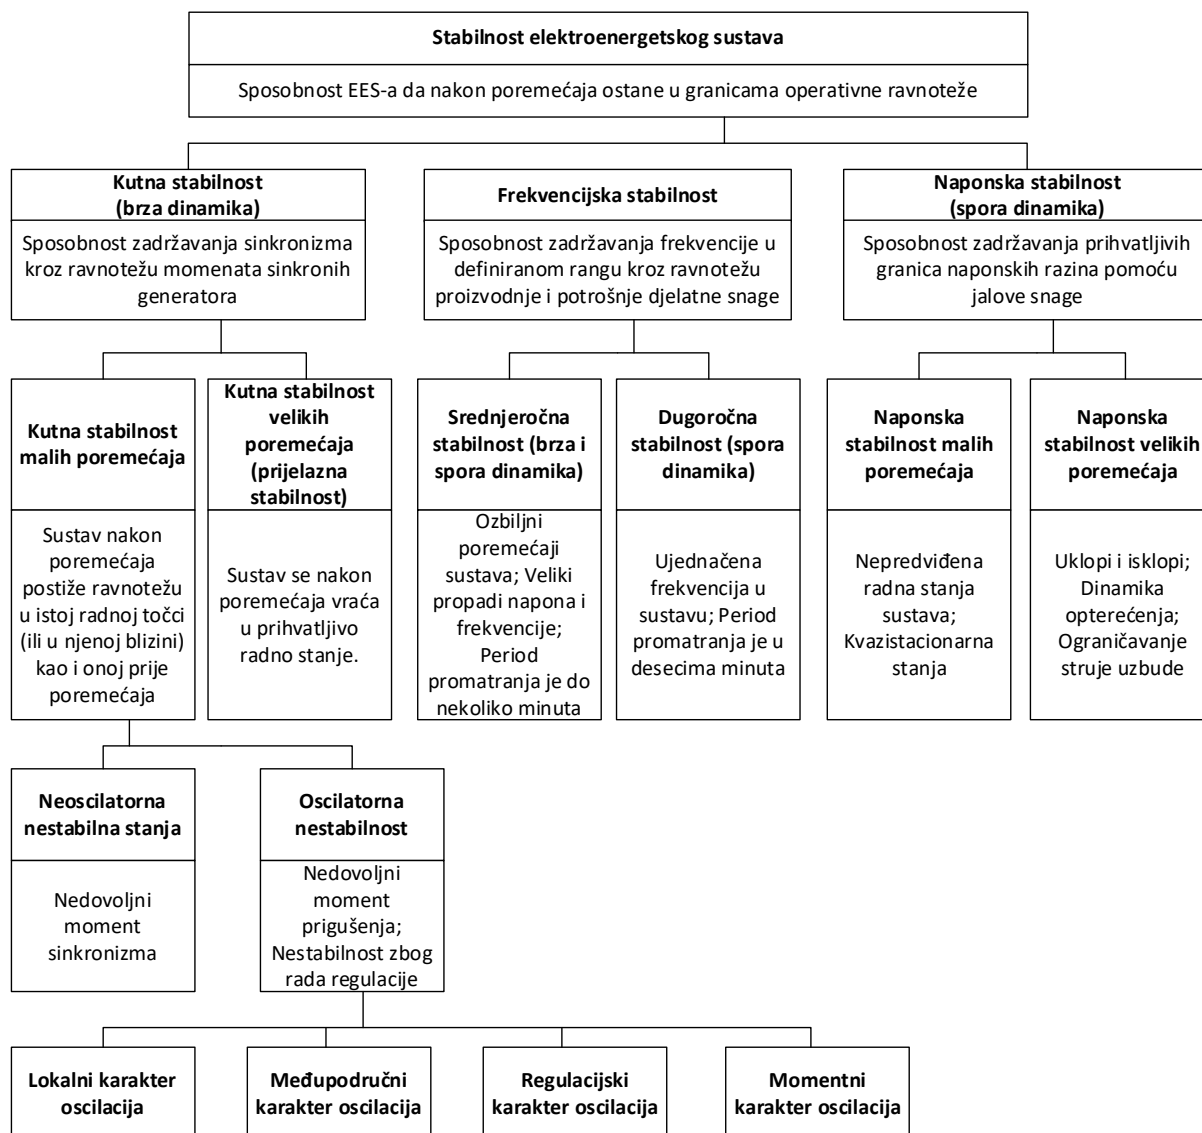 Stabilnost elektroenergetskog sustava
Sposobnost EES-a da nakon poremećaja ostane u granicama operativne ravnoteže
Kutna stabilnost
(brza dinamika)
Sposobnost zadržavanja sinkronizma
kroz ravnotežu momenata sinkronih
generatora
Frekvencijska stabilnost
Sposobnost zadržavanja frekvencije u
definiranom rangu kroz ravnotežu
proizvodnje i potrošnje djelatne snage
Naponska stabilnost
(spora dinamika)
Sposobnost zadržavanja prihvatljivih
granica naponskih razina pomoću
jalove snage
Kutna stabilnost
malih poremećaja
Sustav nakon
poremećaja
postiže ravnotežu
u istoj radnoj točci
(ili u njenoj blizini)
kao i onoj prije
poremećaja
Kutna stabilnost
velikih
poremećaja
(prijelazna
stabilnost)
Sustav se nakon
poremećaja vraća
u prihvatljivo
radno stanje.
Srednjeročna
stabilnost (brza i
spora dinamika)
Ozbiljni
poremećaji
sustava; Veliki
propadi napona i
frekvencije;
Period
promatranja je do
nekoliko minuta
Dugoročna
stabilnost (spora
dinamika)
Ujednačena
frekvencija u
sustavu; Period
promatranja je u
desecima minuta
Naponska
stabilnost malih
poremećaja
Nepredviđena
radna stanja
sustava;
Kvazistacionarna
stanja
Naponska
stabilnost velikih
poremećaja
Uklopi i isklopi;
Dinamika
opterećenja;
Ograničavanje
struje uzbude
Neoscilatorna
nestabilna stanja
Nedovoljni
moment
sinkronizma
Oscilatorna
nestabilnost
Nedovoljni
moment
prigušenja;
Nestabilnost zbog
rada regulacije
Lokalni karakter
oscilacija
Međupodručni
karakter oscilacija
Regulacijski
karakter oscilacija
Momentni
karakter oscilacija